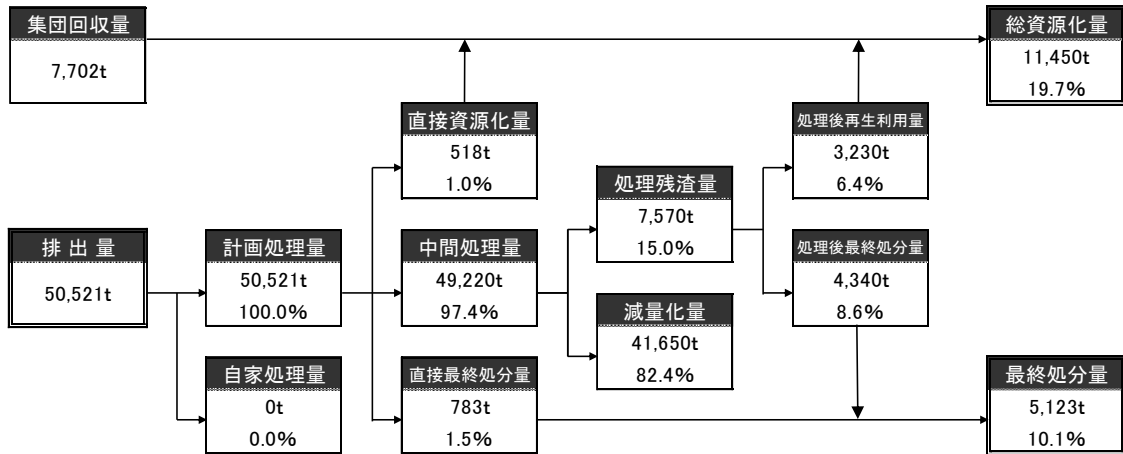 集団回収量
7,702t
総資源化量
11,450t
19.7%
直接資源化量
518t
1.0%
処理後再生利用量
3,230t
6.4%
処理残渣量
7,570t
15.0%
排出量
50,521t
計画処理量
50,521t
100.0%
中間処理量
49,220t
97.4%
処理後最終処分量
4,340t
8.6%
減量化量
41,650t
82.4%
自家処理量
0t
0.0%
直接最終処分量
783t
1.5%
最終処分量
5,123t
10.1%